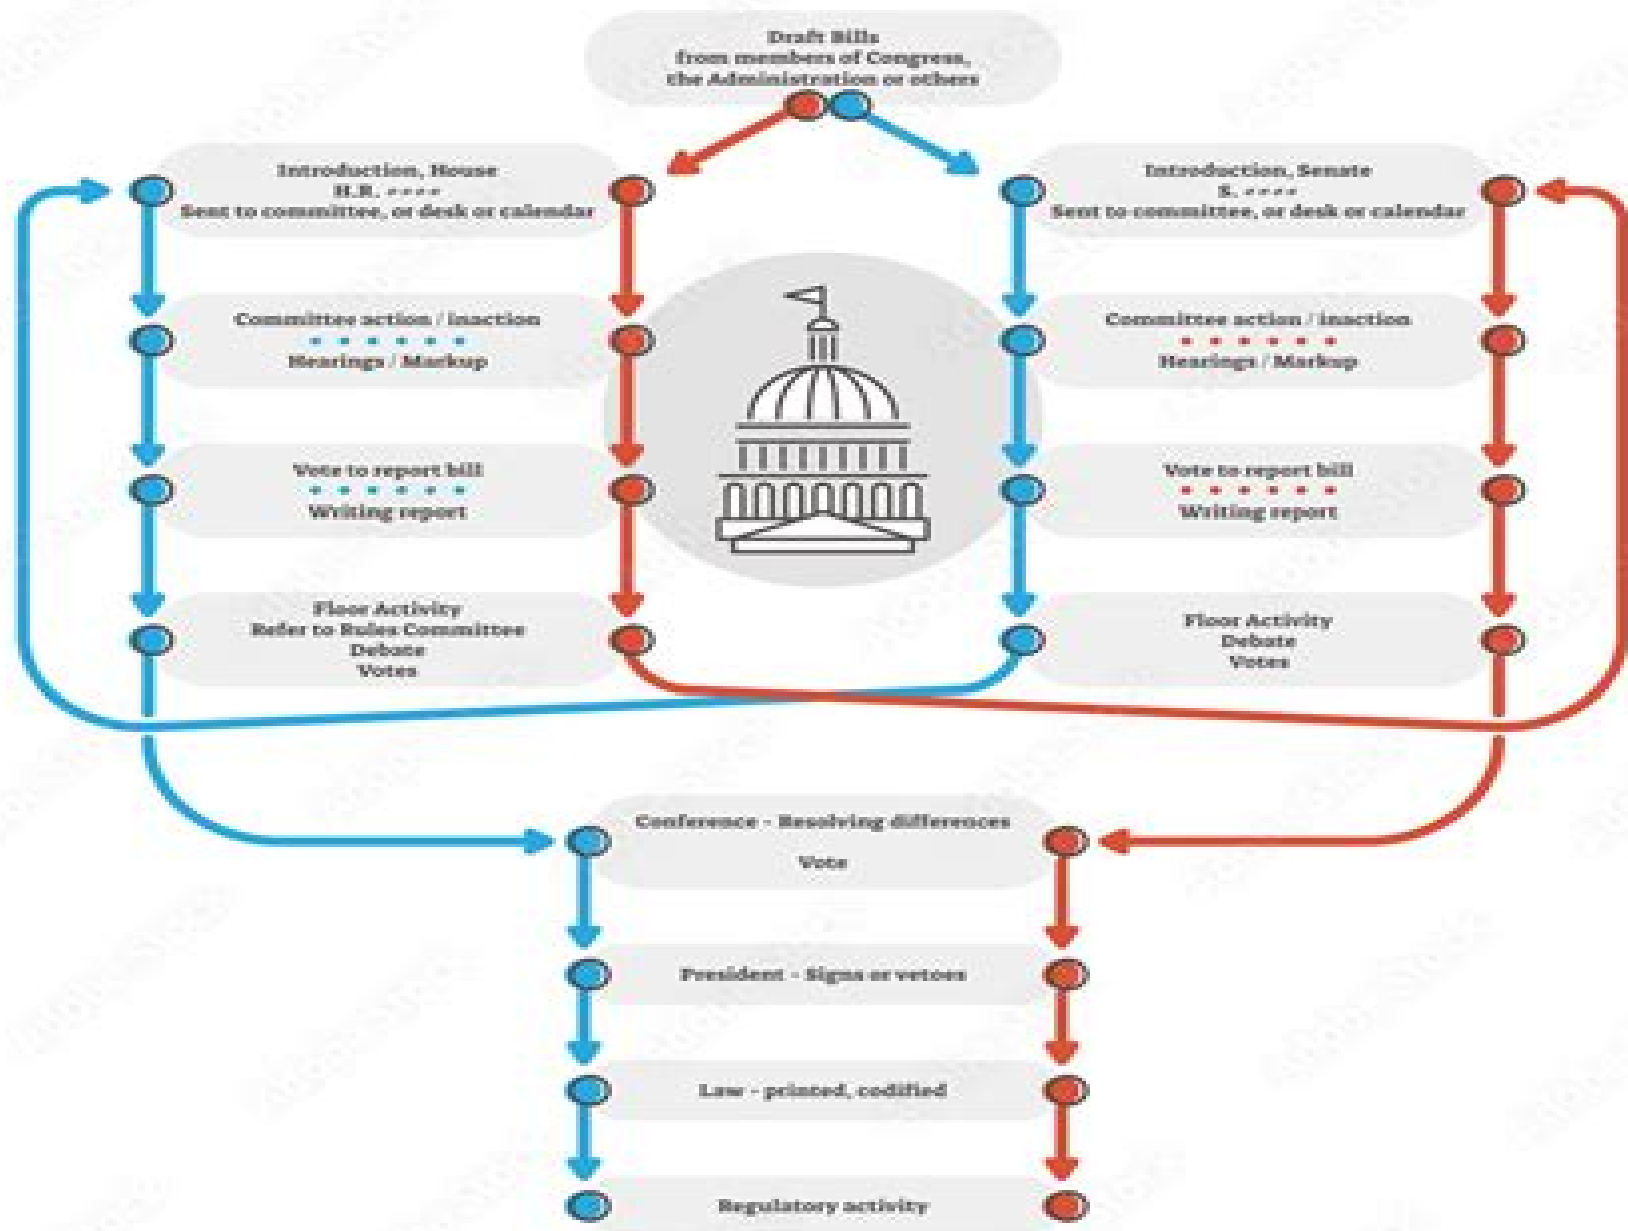 Draft Bills
from members of Congress,
the Administration or others
Introduction, House
H.R. ----
Sent to committee, or desk or calendar
Introduction, Senate
S. ----
Sent to committee, or desk or calendar
Committee action / inaction
Hearings / Markup
Committee action / inaction
Hearings / Markup
Vote to report bill
Writing report
Vote to report bill
Writing report
Floor Activity
Refer to Rules Committee
Debate
Votes
Floor Activity
Debate
Votes
Conference - Resolving differences
Vote
President - Signs or vetoes
Law - printed, codified
Regulatory activity